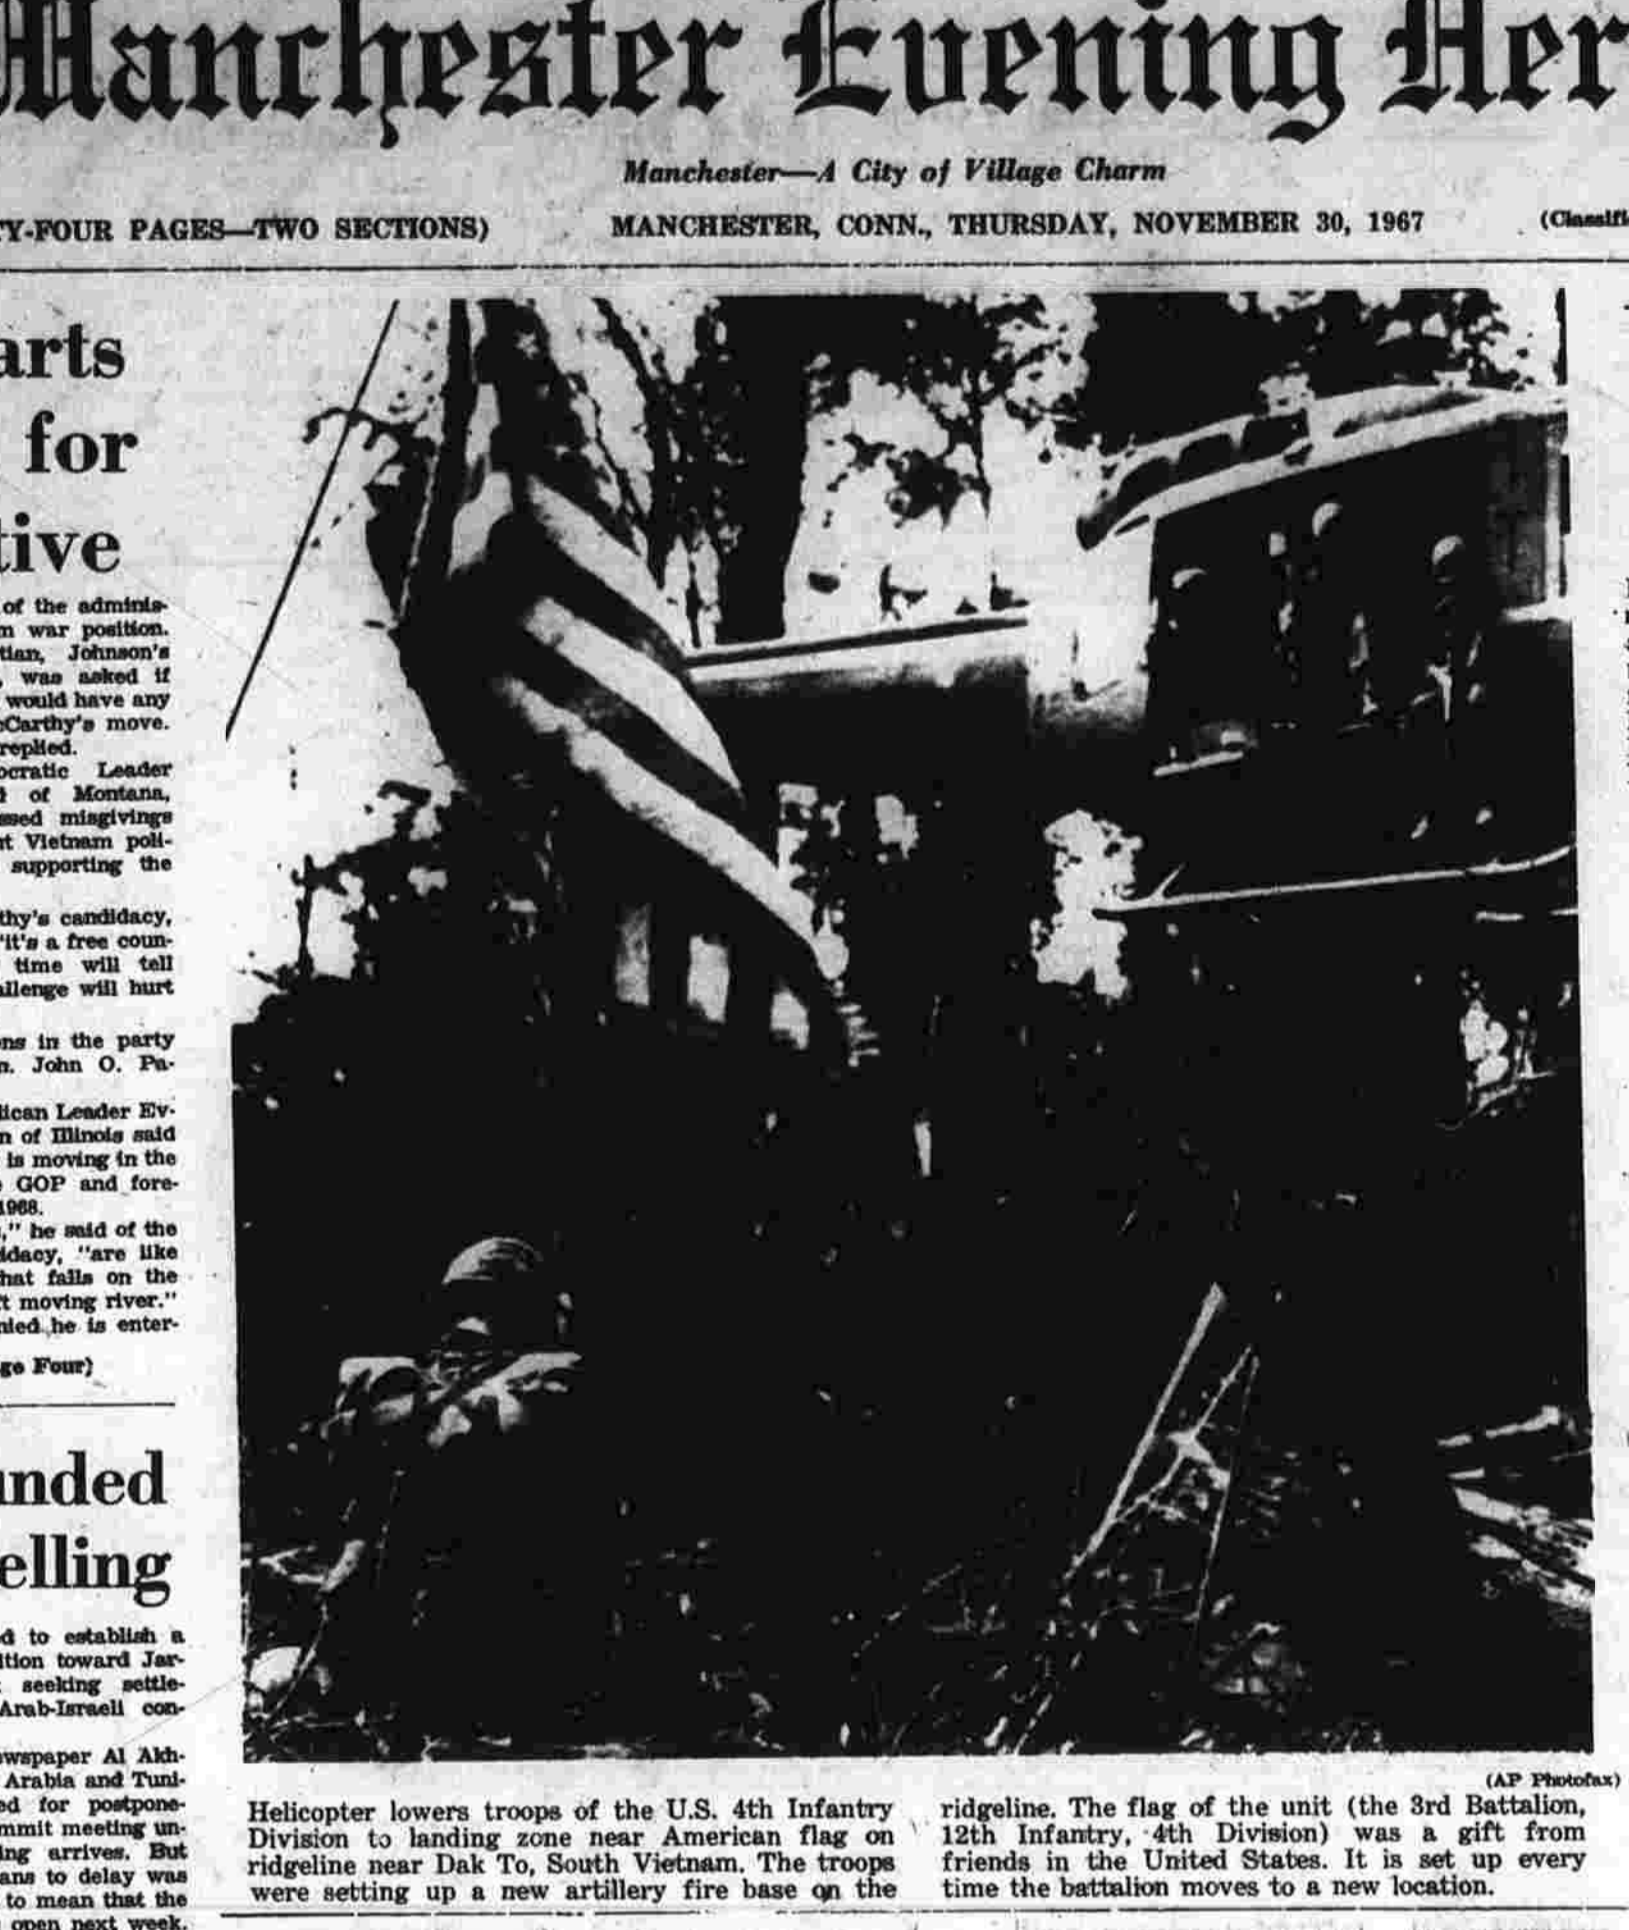 Manchester Evening Her
Manchester—A City of Village Charm
TY-FOUR PAGES—TWO SECTIONS)
MANCHESTER, CONN., THURSDAY, NOVEMBER 30, 1967
(Classifi
arts
for
tive
of the adminis-
m war position.
tian, Johnson's
, was asked if
would have any
cCarthy's move.
replied.
ocratic Leader
of Montana,
ssed misgivings
nt Vietnam poli-
supporting the
thy's candidacy,
"it's a free coun-
time will tell
allenge will hurt
ons in the party
n. John O. Pa-
lican Leader Ev-
n of Illinois said
is moving in the
GOP and fore-
1968.
," he said of the
idacy, "are like
hat falls on the
t moving river."
nied he is enter-
ge Four)
unded
elling
d to establish a
ition toward Jar-
seeking settle-
Arab-Israeli con-
wspaper Al Akh-
Arabia and Tuni-
ed for postpone-
mmit meeting un-
ing arrives. But
ans to delay was
to mean that the
open next week.
(AP Photofax)
Helicopter lowers troops of the U.S. 4th Infantry
Division to landing zone near American flag on
ridgeline near Dak To, South Vietnam. The troops
were setting up a new artillery fire base on the
ridgeline. The flag of the unit (the 3rd Battalion,
12th Infantry, 4th Division) was a gift from
friends in the United States. It is set up every
time the battalion moves to a new location.